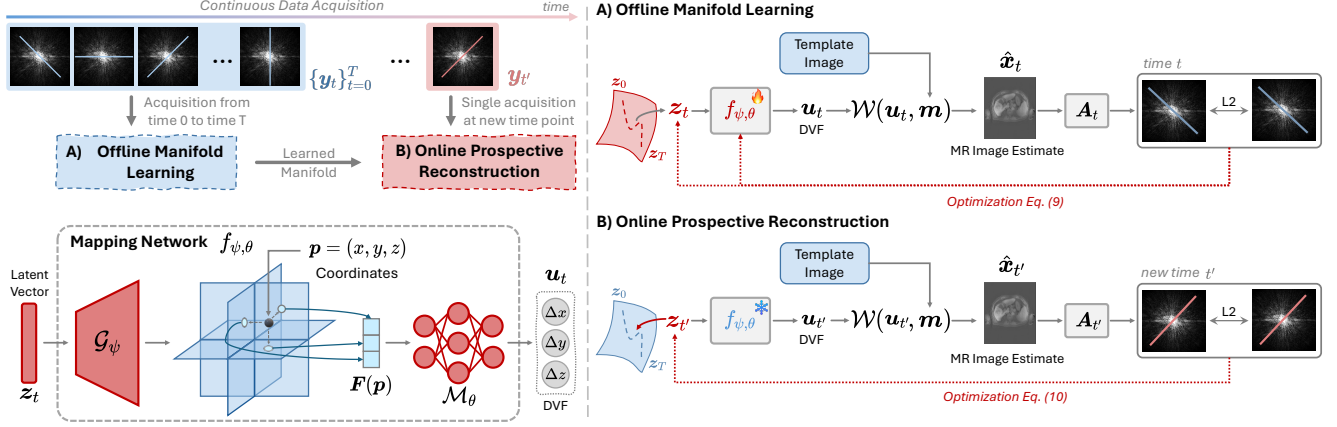 Continuous Data Acquisition
time
...
...
{y_t}_{t=0}^T
y_{t'}
Acquisition from
time 0 to time T
Single acquisition
at new time point
A) Offline Manifold
Learning
Learned
Manifold
B) Online Prospective
Reconstruction
Mapping Network f_{ψ,θ}
p = (x, y, z)
Coordinates
Latent
Vector
z_t
G_ψ
F(p)
M_θ
u_t
Δx
Δy
Δz
DVF
A) Offline Manifold Learning
Template
Image
z_0
z_T
z_t
f_{ψ,θ}
u_t
DVF
W(u_t, m)
x̂_t
MR Image Estimate
A_t
time t
L2
Optimization Eq. (9)
B) Online Prospective Reconstruction
Template
Image
z_0
z_T
z_{t'}
f_{ψ,θ}
u_{t'}
DVF
W(u_{t'}, m)
x̂_{t'}
MR Image Estimate
A_{t'}
new time t'
L2
Optimization Eq. (10)